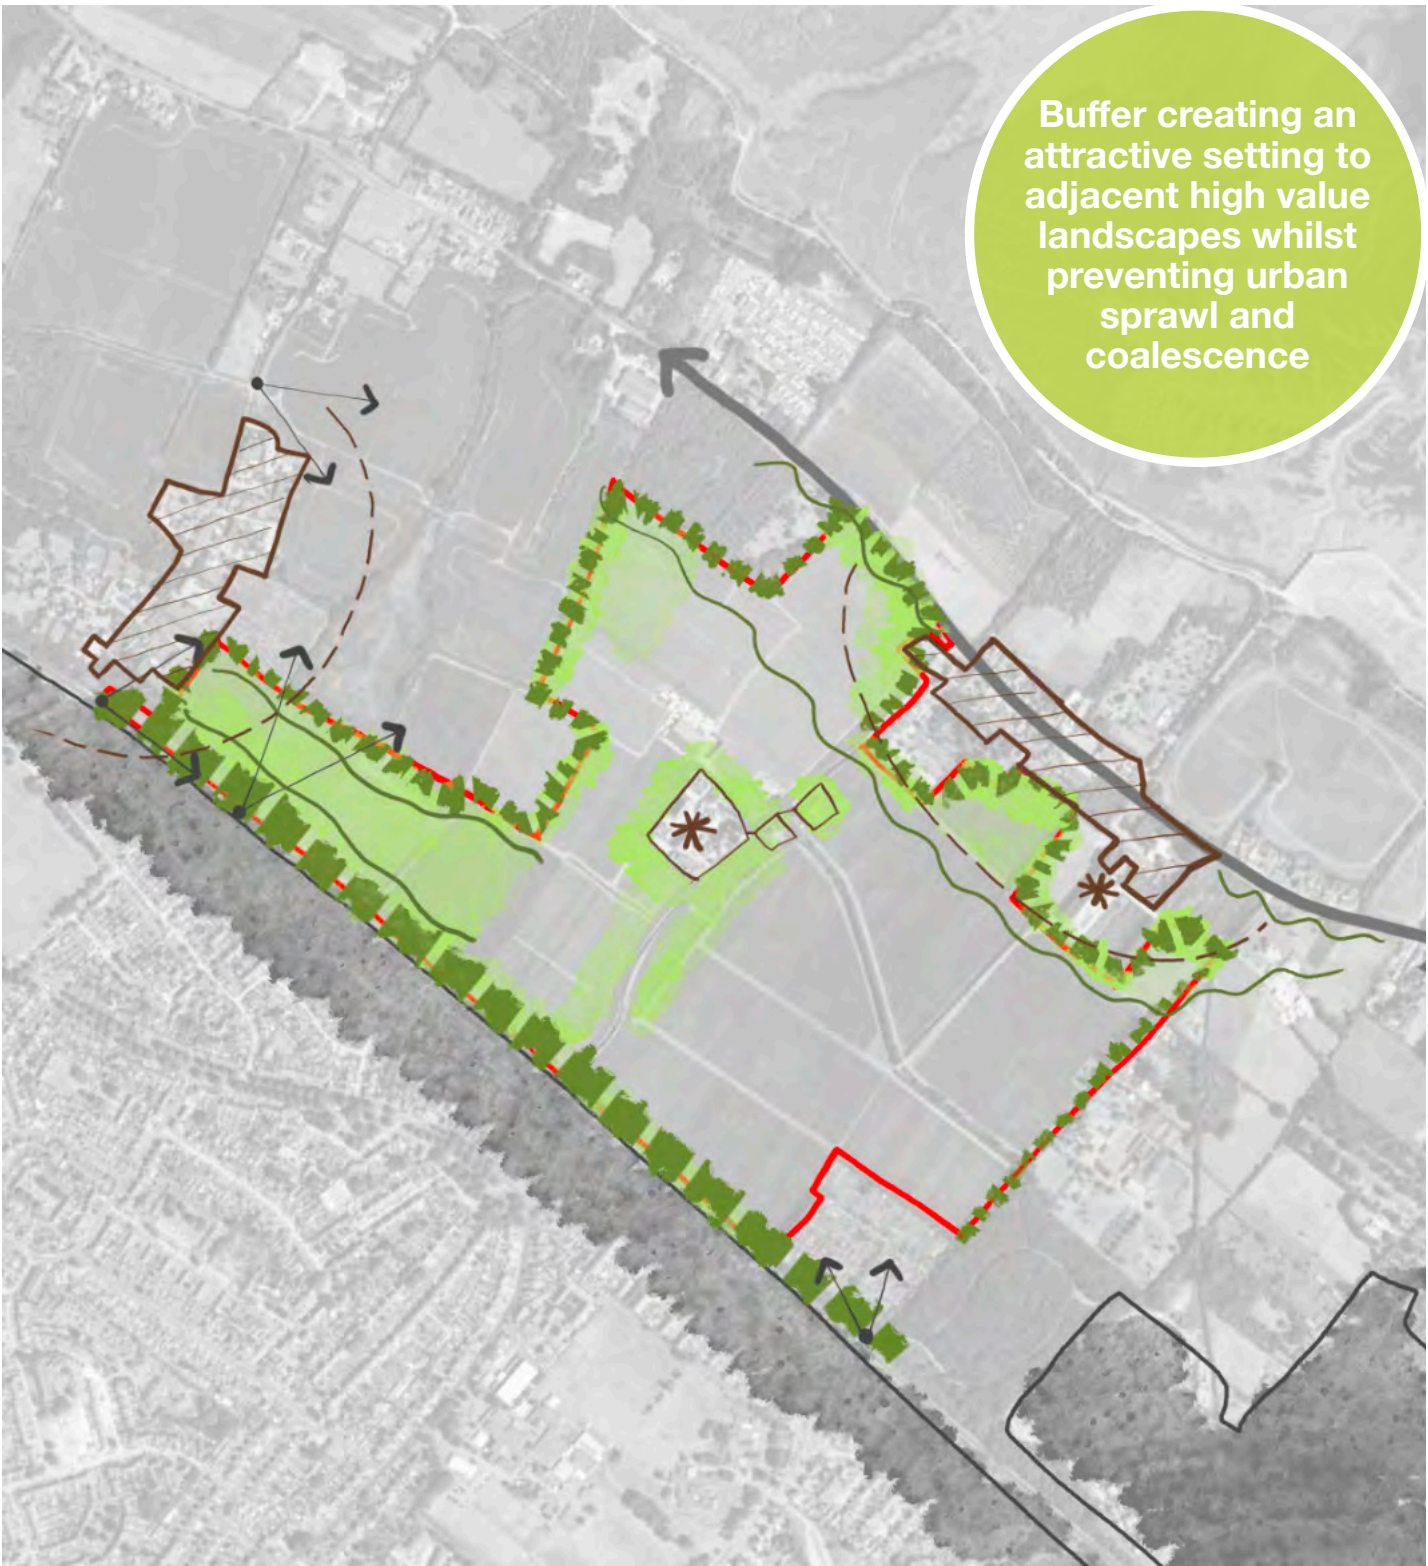 Buffer creating an
attractive setting to
adjacent high value
landscapes whilst
preventing urban
sprawl and
coalescence